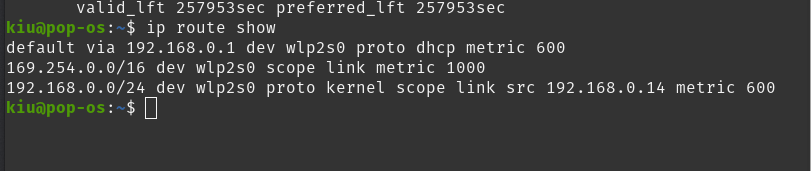 valid_lft 257953sec preferred_lft 257953sec
kiu@pop-os:~$ ip route show
default via 192.168.0.1 dev wlp2s0 proto dhcp metric 600
169.254.0.0/16 dev wlp2s0 scope link metric 1000
192.168.0.0/24 dev wlp2s0 proto kernel scope link src 192.168.0.14 metric 600
kiu@pop-os:~$